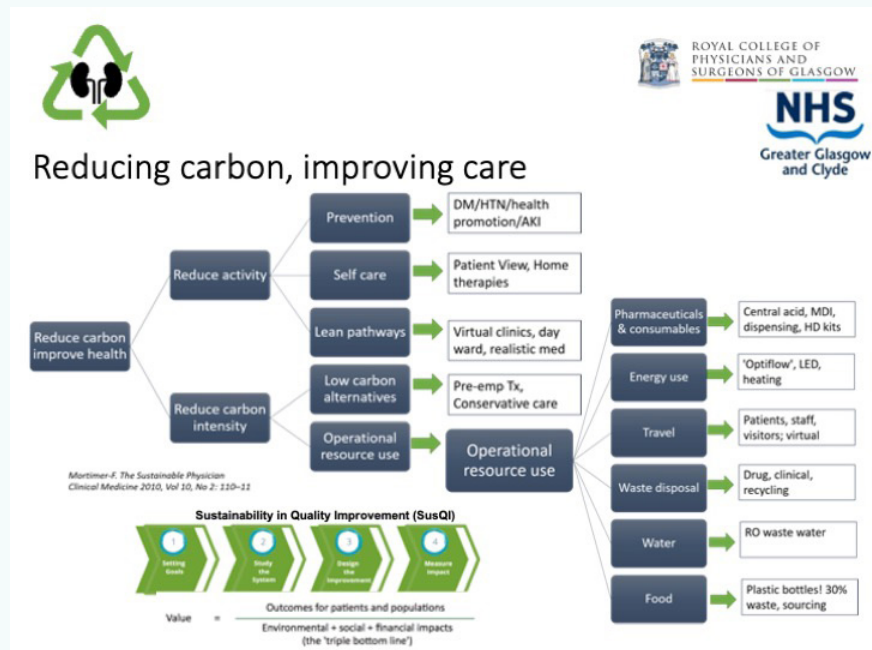 ROYAL COLLEGE OF
PHYSICIANS AND
SURGEONS OF GLASGOW
NHS
Greater Glasgow
and Clyde
Reducing carbon, improving care
Reduce carbon
improve health
Reduce activity
Reduce carbon
intensity
Prevention
DM/HTN/health
promotion/AKI
Self care
Patient View, Home
therapies
Lean pathways
Virtual clinics, day
ward, realistic med
Low carbon
alternatives
Pre-emp Tx,
Conservative care
Operational
resource use
Operational
resource use
Pharmaceuticals
& consumables
Central acid, MDI,
dispensing, HD kits
Energy use
'Optiflow', LED,
heating
Travel
Patients, staff,
visitors; virtual
Waste disposal
Drug, clinical,
recycling
Water
RO waste water
Food
Plastic bottles! 30%
waste, sourcing
Mortimer-F. The Sustainable Physician
Clinical Medicine 2010, Vol 10, No 2: 110–11
Sustainability in Quality Improvement (SusQI)
1
Setting
Goals
2
Study
the
System
3
Design
the
Improvement
4
Measure
Impact
Value =
Outcomes for patients and populations
Environmental + social + financial impacts
(the 'triple bottom line')